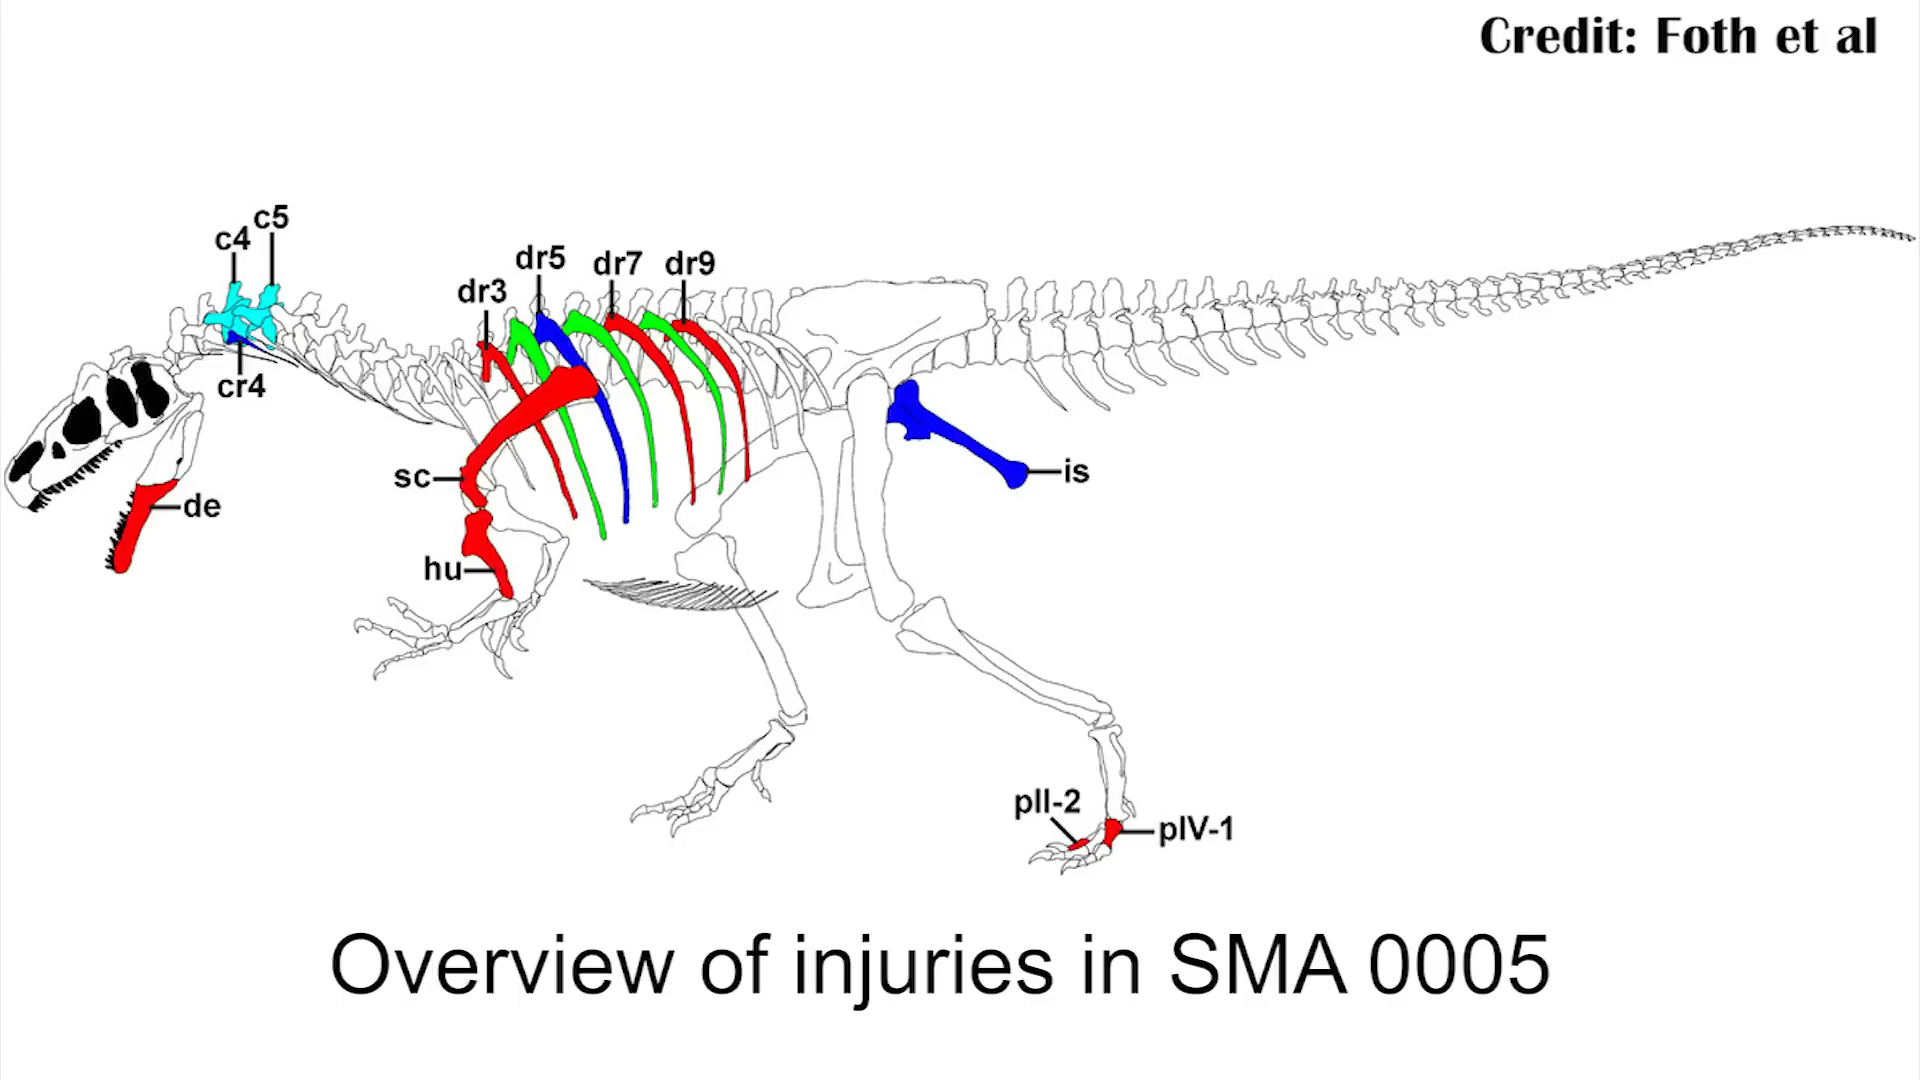 Credit: Foth et al
c4
c5
dr3
dr5
dr7
dr9
cr4
sc
de
is
hu
pII-2
pIV-1
Overview of injuries in SMA 0005